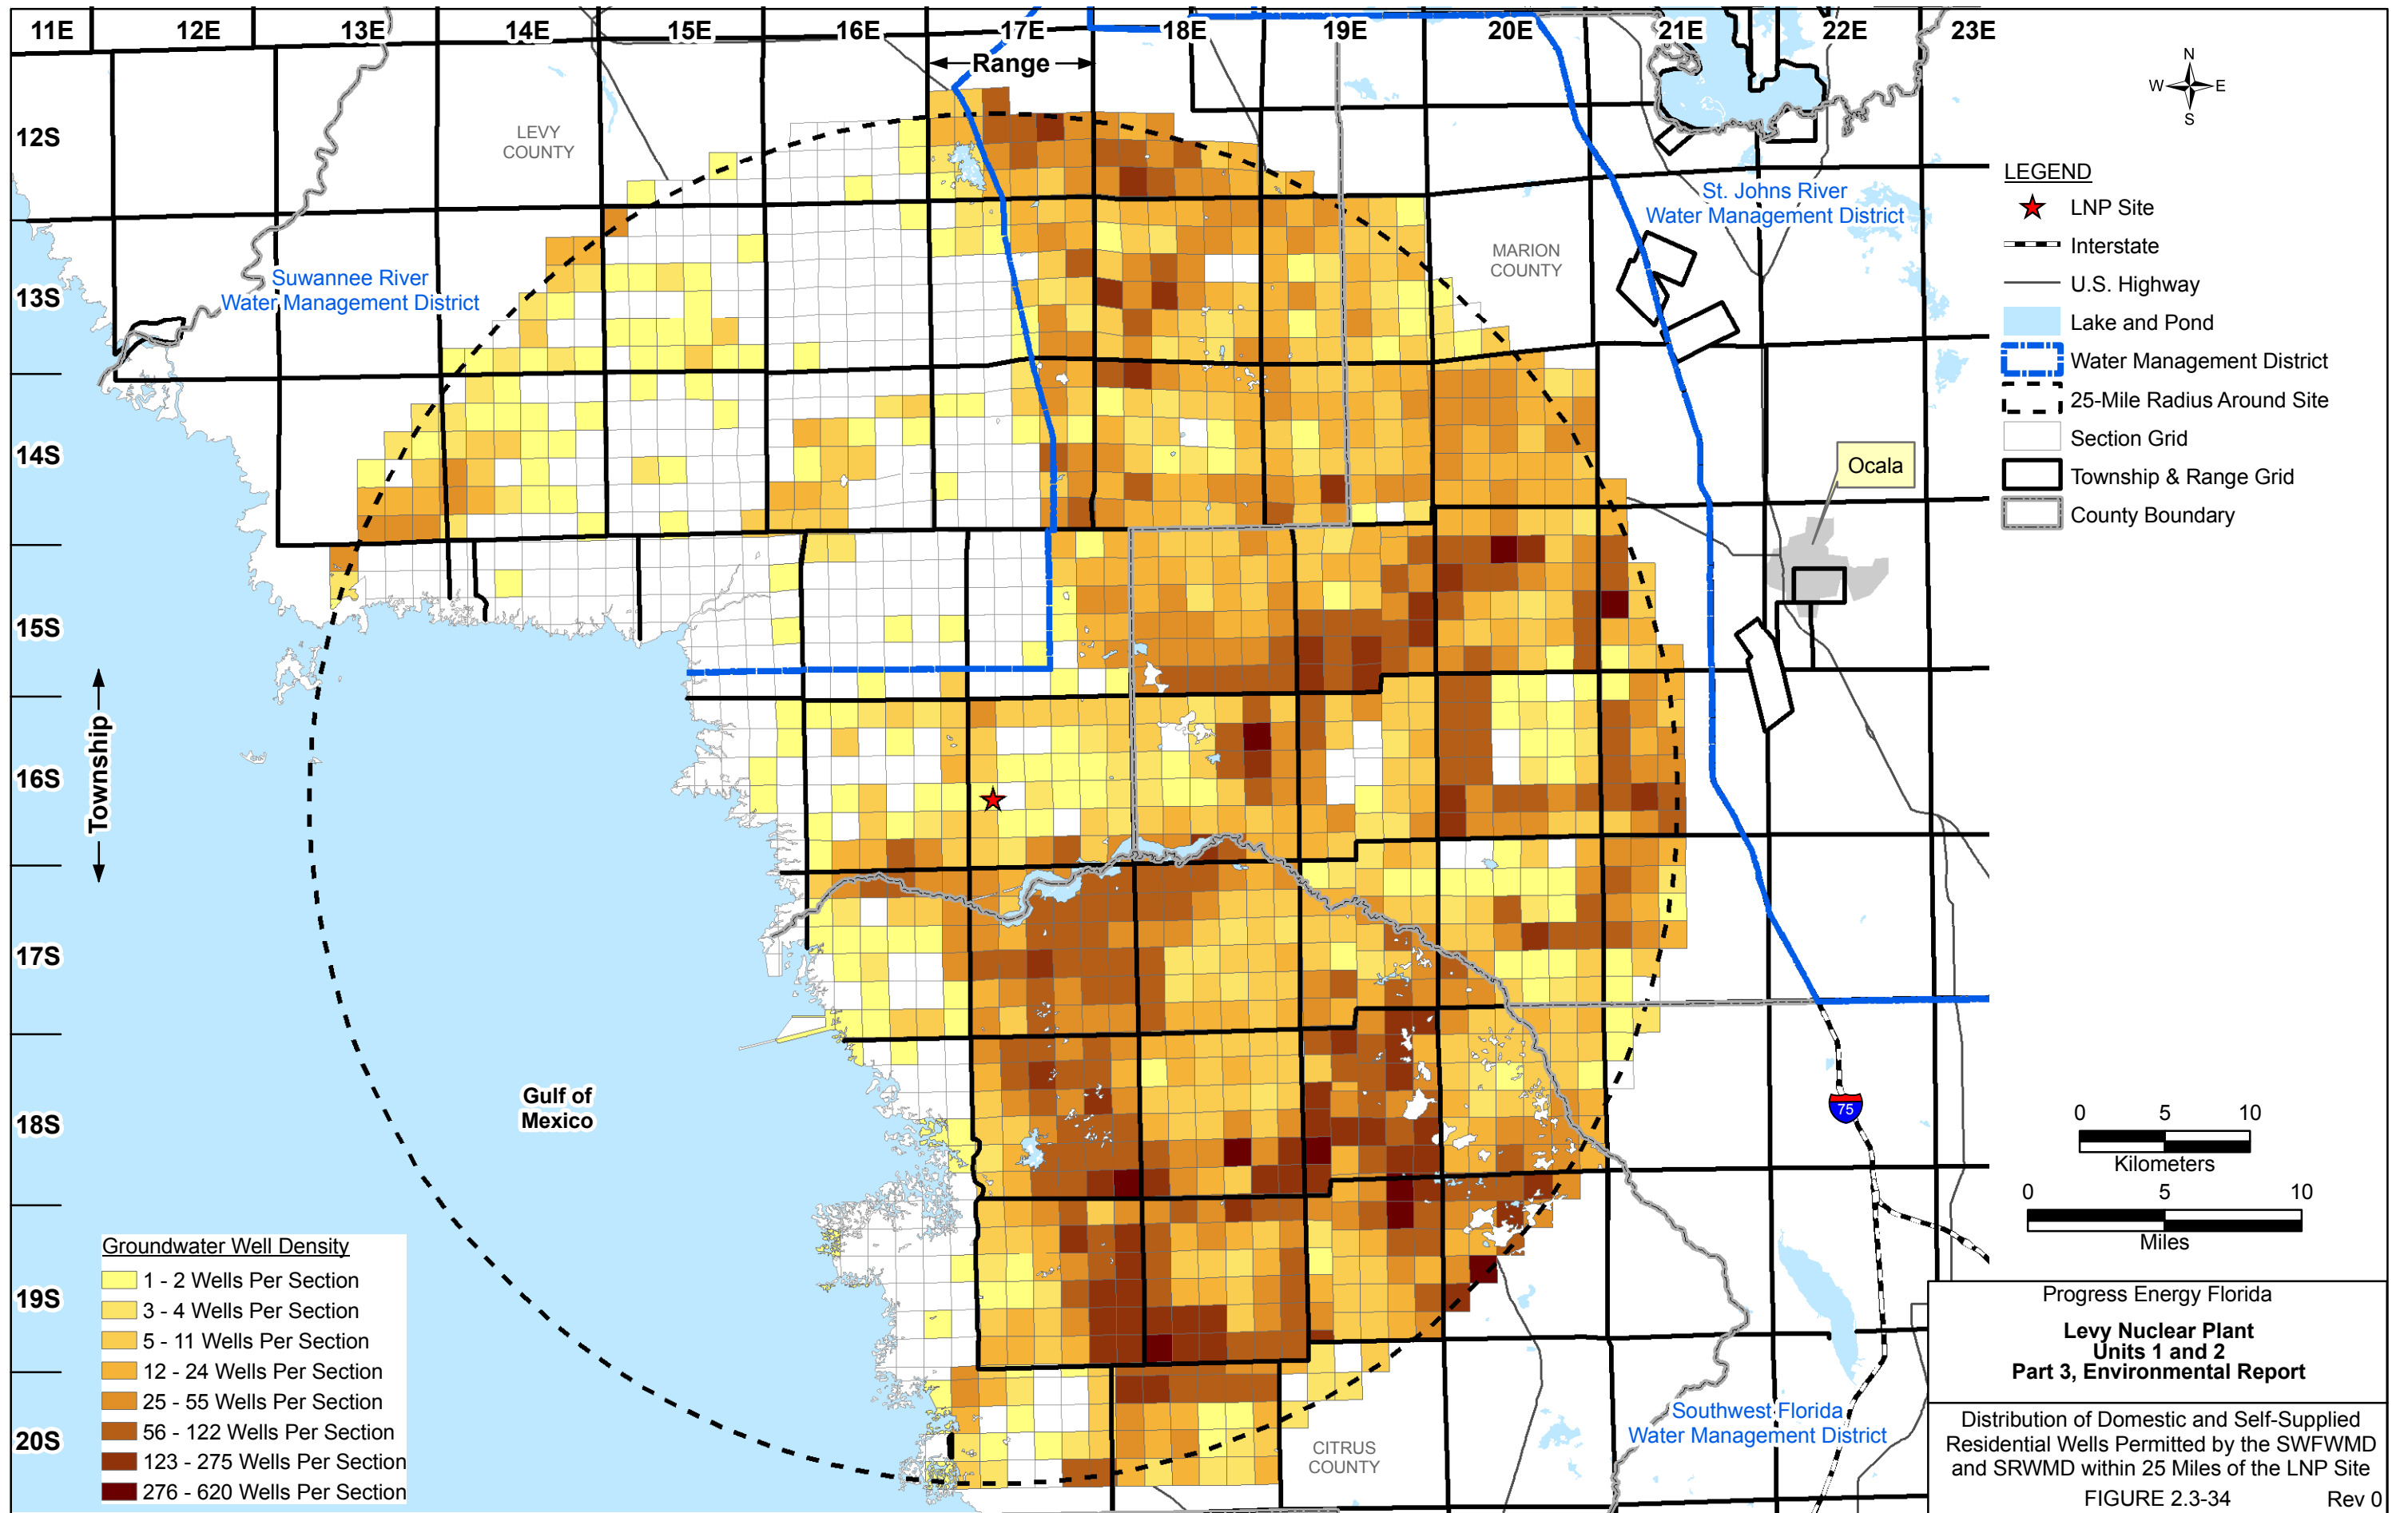 11E 12E 13E 14E 15E 16E 17E 18E 19E 20E 21E 22E 23E
Range
N
W E
S
12S
13S
14S
15S
16S
17S
18S
19S
20S
Township
LEVY
COUNTY
MARION
COUNTY
CITRUS
COUNTY
Suwannee River
Water Management District
St. Johns River
Water Management District
Southwest Florida
Water Management District
Ocala
Gulf of
Mexico
75
LEGEND
LNP Site
Interstate
U.S. Highway
Lake and Pond
Water Management District
25-Mile Radius Around Site
Section Grid
Township & Range Grid
County Boundary
0 5 10
Kilometers
0 5 10
Miles
Groundwater Well Density
1 - 2 Wells Per Section
3 - 4 Wells Per Section
5 - 11 Wells Per Section
12 - 24 Wells Per Section
25 - 55 Wells Per Section
56 - 122 Wells Per Section
123 - 275 Wells Per Section
276 - 620 Wells Per Section
Progress Energy Florida
Levy Nuclear Plant
Units 1 and 2
Part 3, Environmental Report
Distribution of Domestic and Self-Supplied
Residential Wells Permitted by the SWFWMD
and SRWMD within 25 Miles of the LNP Site
FIGURE 2.3-34 Rev 0